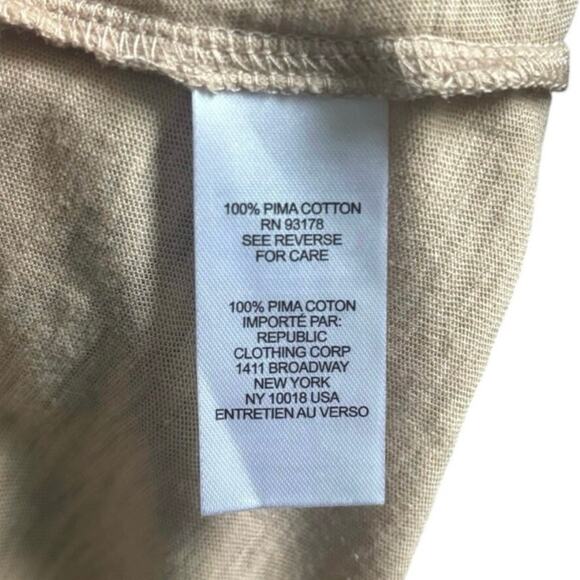 100% PIMA COTTON
RN 93178
SEE REVERSE
FOR CARE
100% PIMA COTON
IMPORTÉ PAR:
REPUBLIC
CLOTHING CORP
1411 BROADWAY
NEW YORK
NY 10018 USA
ENTRETIEN AU VERSO